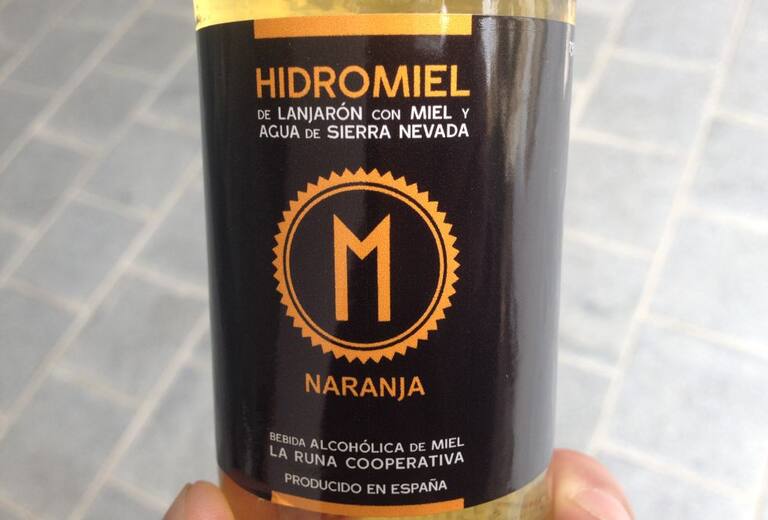 HIDROMIEL
DE LANJARÓN CON MIEL Y
AGUA DE SIERRA NEVADA
M
NARANJA
BEBIDA ALCOHÓLICA DE MIEL
LA RUNA COOPERATIVA
PRODUCIDO EN ESPAÑA